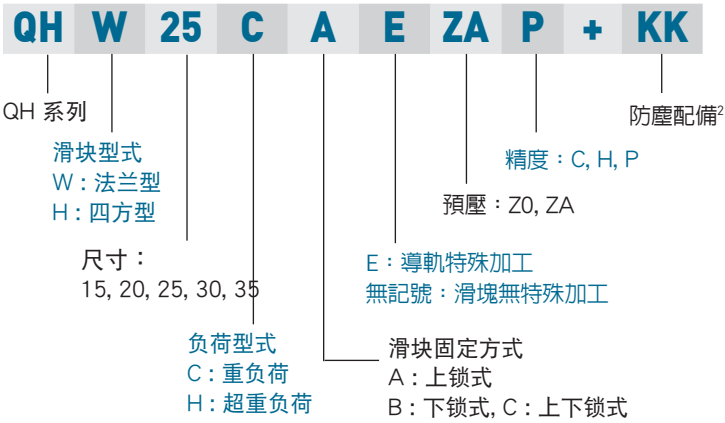 QH W 25 C A E ZA P + KK
QH 系列
防塵配備2
滑块型式
W：法兰型
H：四方型
精度：C, H, P
預壓：Z0, ZA
尺寸：
15, 20, 25, 30, 35
E：導軌特殊加工
無記號：滑塊無特殊加工
负荷型式
C：重负荷
H：超重负荷
滑块固定方式
A：上锁式
B：下锁式, C：上下锁式